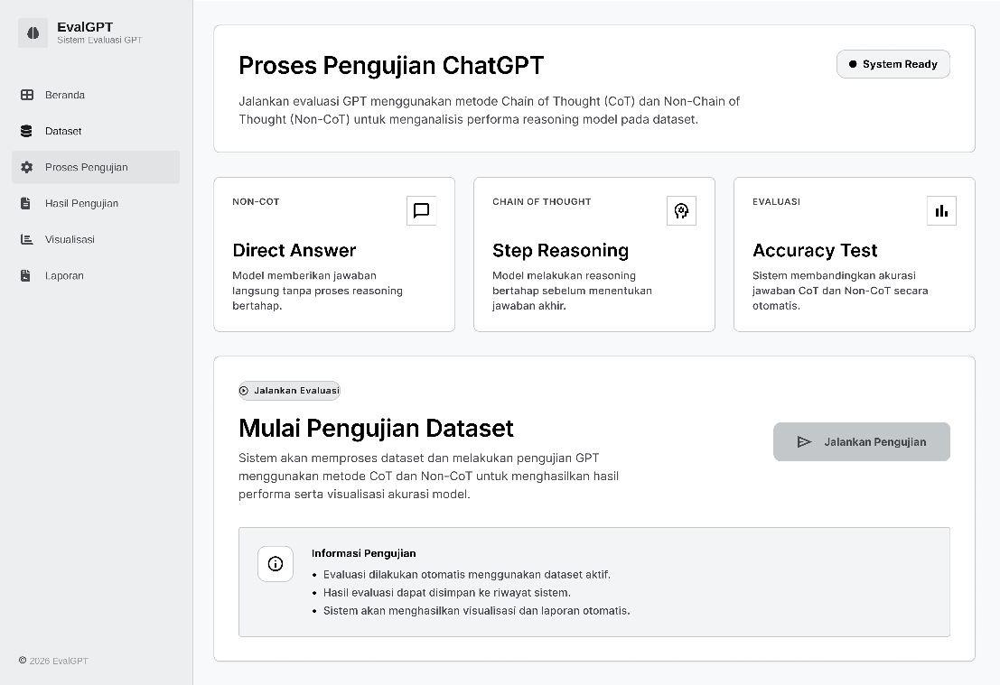 EvalGPT
Sistem Evaluasi GPT
Beranda
Dataset
Proses Pengujian
Hasil Pengujian
Visualisasi
Laporan
© 2026 EvalGPT
Proses Pengujian ChatGPT
System Ready
Jalankan evaluasi GPT menggunakan metode Chain of Thought (CoT) dan Non-Chain of
Thought (Non-CoT) untuk menganalisis performa reasoning model pada dataset.
NON-COT
Direct Answer
Model memberikan jawaban
langsung tanpa proses reasoning
bertahap.
CHAIN OF THOUGHT
Step Reasoning
Model melakukan reasoning
bertahap sebelum menentukan
jawaban akhir.
EVALUASI
Accuracy Test
Sistem membandingkan akurasi
jawaban CoT dan Non-CoT secara
otomatis.
Jalankan Evaluasi
Mulai Pengujian Dataset
Sistem akan memproses dataset dan melakukan pengujian GPT
menggunakan metode CoT dan Non-CoT untuk menghasilkan hasil
performa serta visualisasi akurasi model.
Jalankan Pengujian
Informasi Pengujian
• Evaluasi dilakukan otomatis menggunakan dataset aktif.
• Hasil evaluasi dapat disimpan ke riwayat sistem.
• Sistem akan menghasilkan visualisasi dan laporan otomatis.